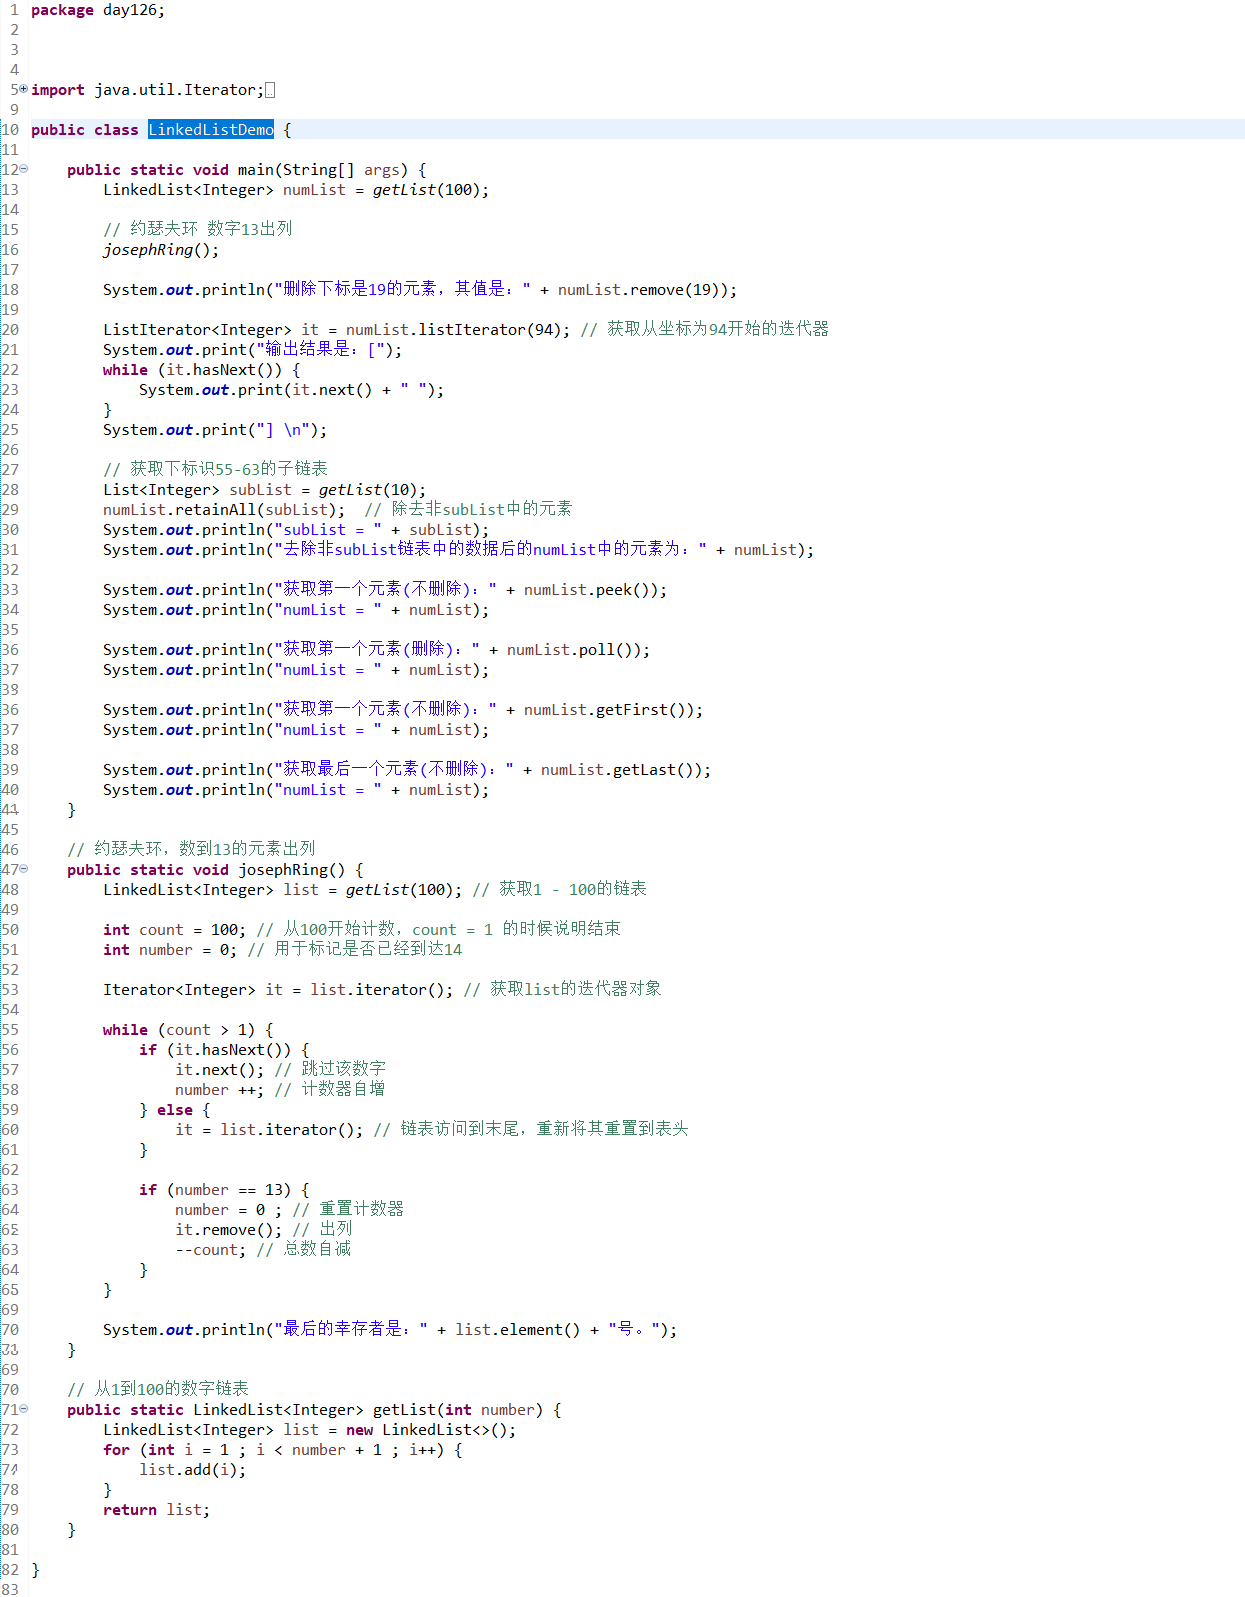 1 package day126;
2
3
4
5 import java.util.Iterator;
9
10 public class LinkedListDemo {
11
12     public static void main(String[] args) {
13         LinkedList<Integer> numList = getList(100);
14
15         // 约瑟夫环 数字13出列
16         josephRing();
17
18         System.out.println("删除下标是19的元素，其值是：" + numList.remove(19));
19
20         ListIterator<Integer> it = numList.listIterator(94); // 获取从坐标为94开始的迭代器
21         System.out.print("输出结果是：[");
22         while (it.hasNext()) {
23             System.out.print(it.next() + " ");
24         }
25         System.out.print("] \n");
26
27         // 获取下标识55-63的子链表
28         List<Integer> subList = getList(10);
29         numList.retainAll(subList);  // 除去非subList中的元素
30         System.out.println("subList = " + subList);
31         System.out.println("去除非subList链表中的数据后的numList中的元素为：" + numList);
32
33         System.out.println("获取第一个元素(不删除)：" + numList.peek());
34         System.out.println("numList = " + numList);
35
36         System.out.println("获取第一个元素(删除)：" + numList.poll());
37         System.out.println("numList = " + numList);
39
36         System.out.println("获取第一个元素(不删除)：" + numList.getFirst());
37         System.out.println("numList = " + numList);
38
39         System.out.println("获取最后一个元素(不删除)：" + numList.getLast());
40         System.out.println("numList = " + numList);
41     }
45
46     // 约瑟夫环，数到13的元素出列
47     public static void josephRing() {
48         LinkedList<Integer> list = getList(100); // 获取1 - 100的链表
49
50         int count = 100; // 从100开始计数，count = 1 的时候说明结束
51         int number = 0; // 用于标记是否已经到达14
52
53         Iterator<Integer> it = list.iterator(); // 获取list的迭代器对象
54
55         while (count > 1) {
56             if (it.hasNext()) {
57                 it.next(); // 跳过该数字
58                 number ++; // 计数器自增
59             } else {
60                 it = list.iterator(); // 链表访问到末尾，重新将其重置到表头
61             }
62
63             if (number == 13) {
64                 number = 0 ; // 重置计数器
65                 it.remove(); // 出列
63                 --count; // 总数自减
64             }
65         }
69
70         System.out.println("最后的幸存者是：" + list.element() + "号。");
71     }
69
70     // 从1到100的数字链表
71     public static LinkedList<Integer> getList(int number) {
72         LinkedList<Integer> list = new LinkedList<>();
73         for (int i = 1 ; i < number + 1 ; i++) {
74             list.add(i);
78         }
79         return list;
80     }
81
82 }
83